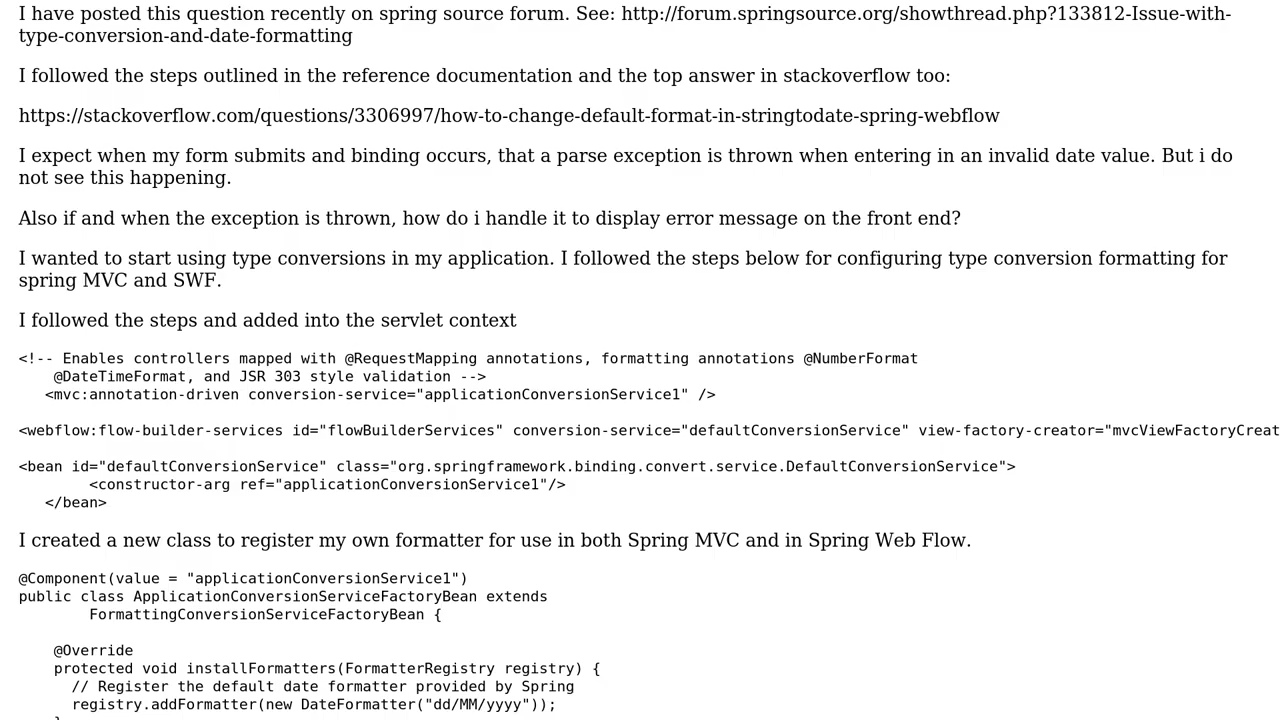 I have posted this question recently on spring source forum. See: http://forum.springsource.org/showthread.php?133812-Issue-with-
type-conversion-and-date-formatting
I followed the steps outlined in the reference documentation and the top answer in stackoverflow too:
https://stackoverflow.com/questions/3306997/how-to-change-default-format-in-stringtodate-spring-webflow
I expect when my form submits and binding occurs, that a parse exception is thrown when entering in an invalid date value. But i do
not see this happening.
Also if and when the exception is thrown, how do i handle it to display error message on the front end?
I wanted to start using type conversions in my application. I followed the steps below for configuring type conversion formatting for
spring MVC and SWF.
I followed the steps and added into the servlet context
<!-- Enables controllers mapped with @RequestMapping annotations, formatting annotations @NumberFormat
    @DateTimeFormat, and JSR 303 style validation -->
   <mvc:annotation-driven conversion-service="applicationConversionService1" />
<webflow:flow-builder-services id="flowBuilderServices" conversion-service="defaultConversionService" view-factory-creator="mvcViewFactoryCreat
<bean id="defaultConversionService" class="org.springframework.binding.convert.service.DefaultConversionService">
        <constructor-arg ref="applicationConversionService1"/>
   </bean>
I created a new class to register my own formatter for use in both Spring MVC and in Spring Web Flow.
@Component(value = "applicationConversionService1")
public class ApplicationConversionServiceFactoryBean extends
        FormattingConversionServiceFactoryBean {
    @Override
    protected void installFormatters(FormatterRegistry registry) {
      // Register the default date formatter provided by Spring
      registry.addFormatter(new DateFormatter("dd/MM/yyyy"));